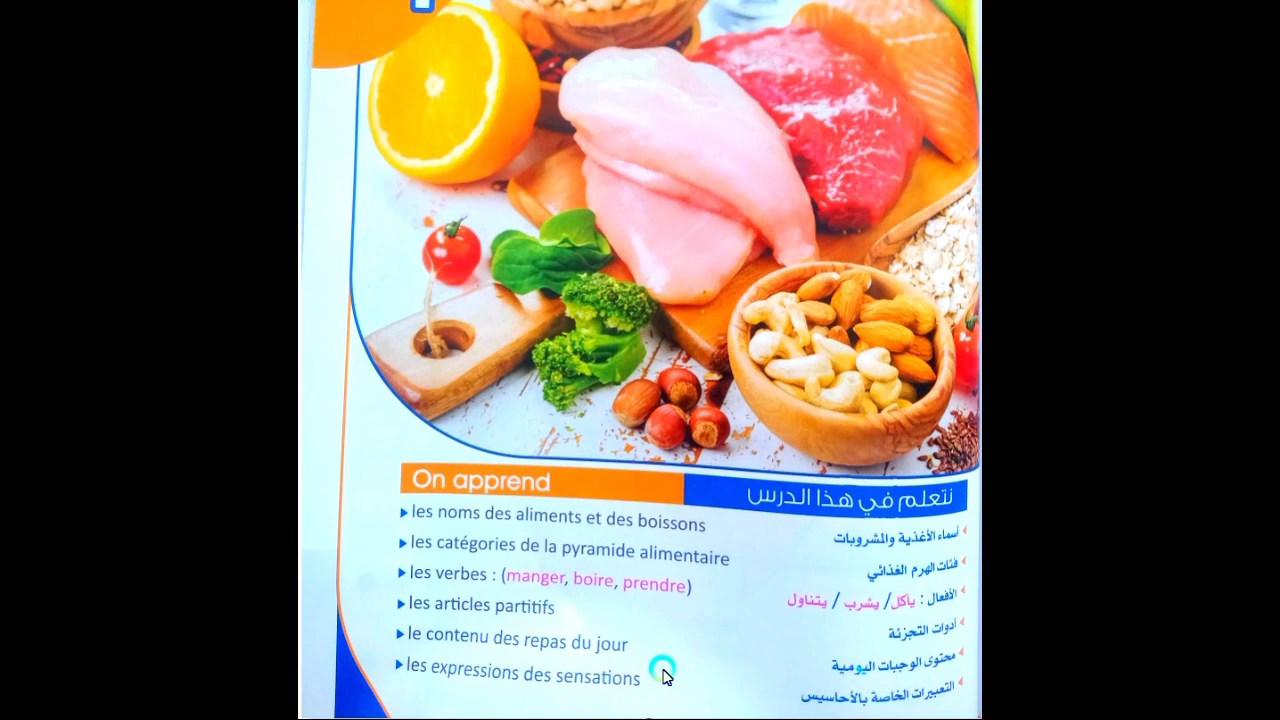 On apprend
نتعلم في هذا الدرس
les noms des aliments et des boissons
أسماء الأغذية والمشروبات
les catégories de la pyramide alimentaire
فئات الهرم الغذائي
les verbes : (manger, boire, prendre)
الأفعال : يأكل/ يشرب / يتناول
les articles partitifs
أدوات التجزئة
le contenu des repas du jour
محتوى الوجبات اليومية
les expressions des sensations
التعبيرات الخاصة بالأحاسيس